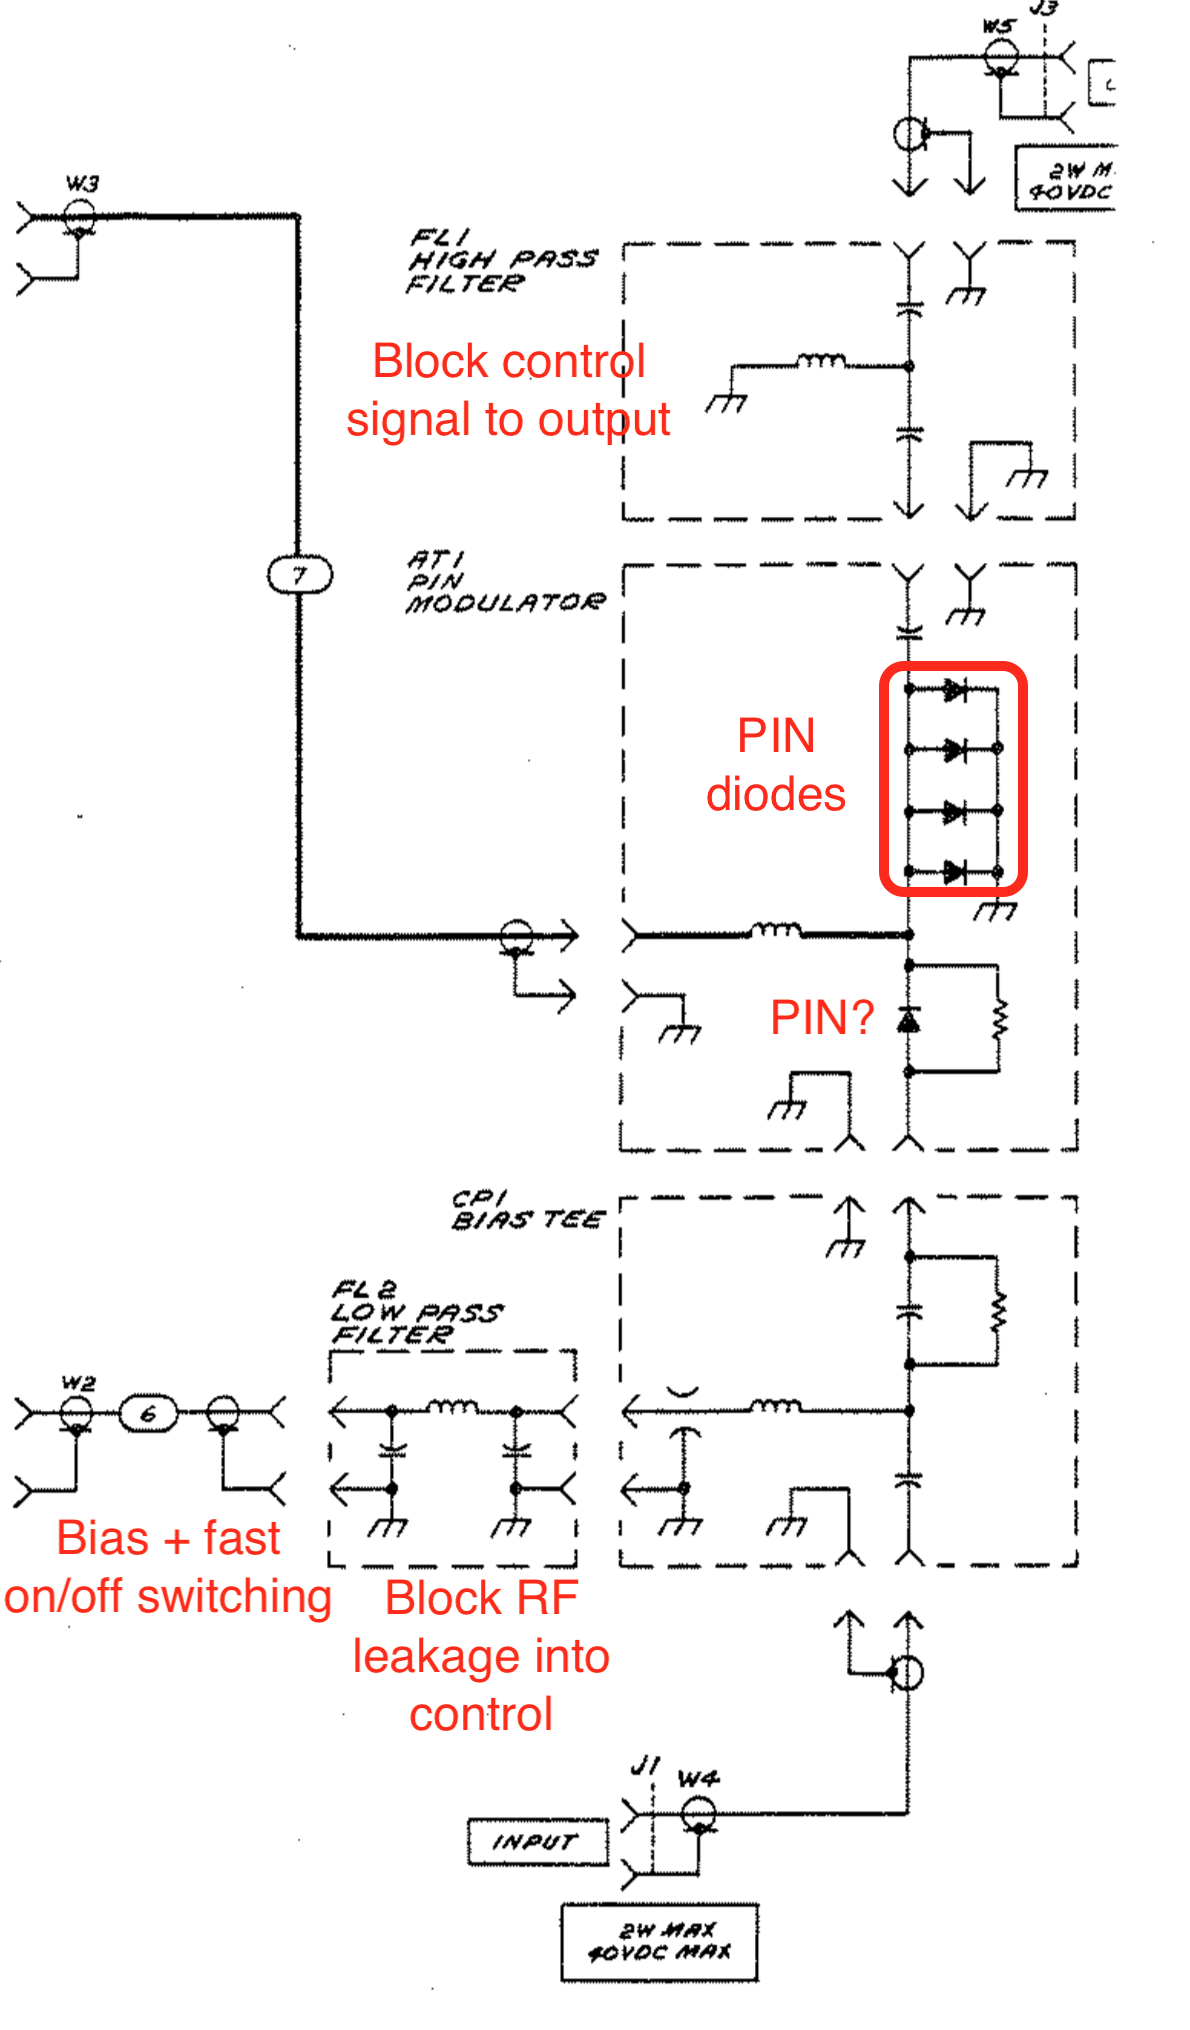 J3
W5
2W M
40VDC
W3
FL1
HIGH PASS
FILTER
Block control
signal to output
7
AT1
PIN
MODULATOR
PIN
diodes
PIN?
CP1
BIAS TEE
FL2
LOW PASS
FILTER
W2
6
Bias + fast
on/off switching
Block RF
leakage into
control
J1
W4
INPUT
2W MAX
40VDC MAX